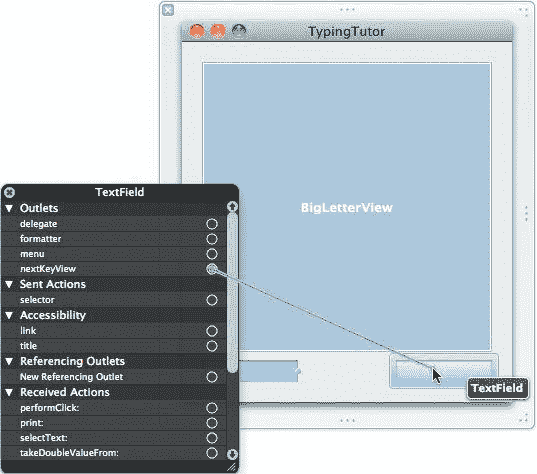 TypingTutor
BigLetterView
TextField
Outlets
delegate
formatter
menu
nextKeyView
Sent Actions
selector
Accessibility
link
title
Referencing Outlets
New Referencing Outlet
Received Actions
performClick:
print:
selectText:
takeDoubleValueFrom:
TextField